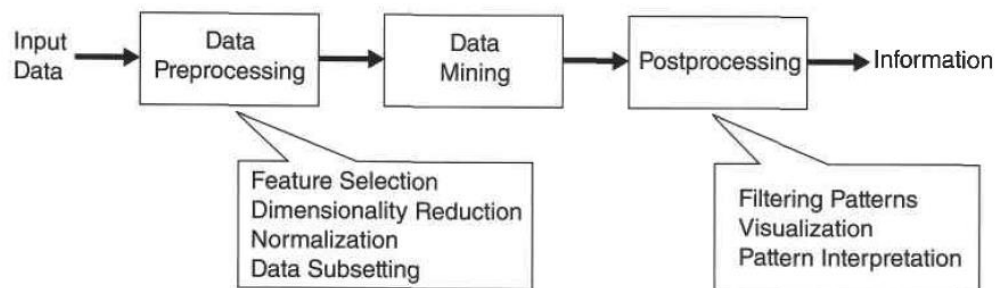 Input
Data
Data
Preprocessing
Data
Mining
Postprocessing
Information
Feature Selection
Dimensionality Reduction
Normalization
Data Subsetting
Filtering Patterns
Visualization
Pattern Interpretation